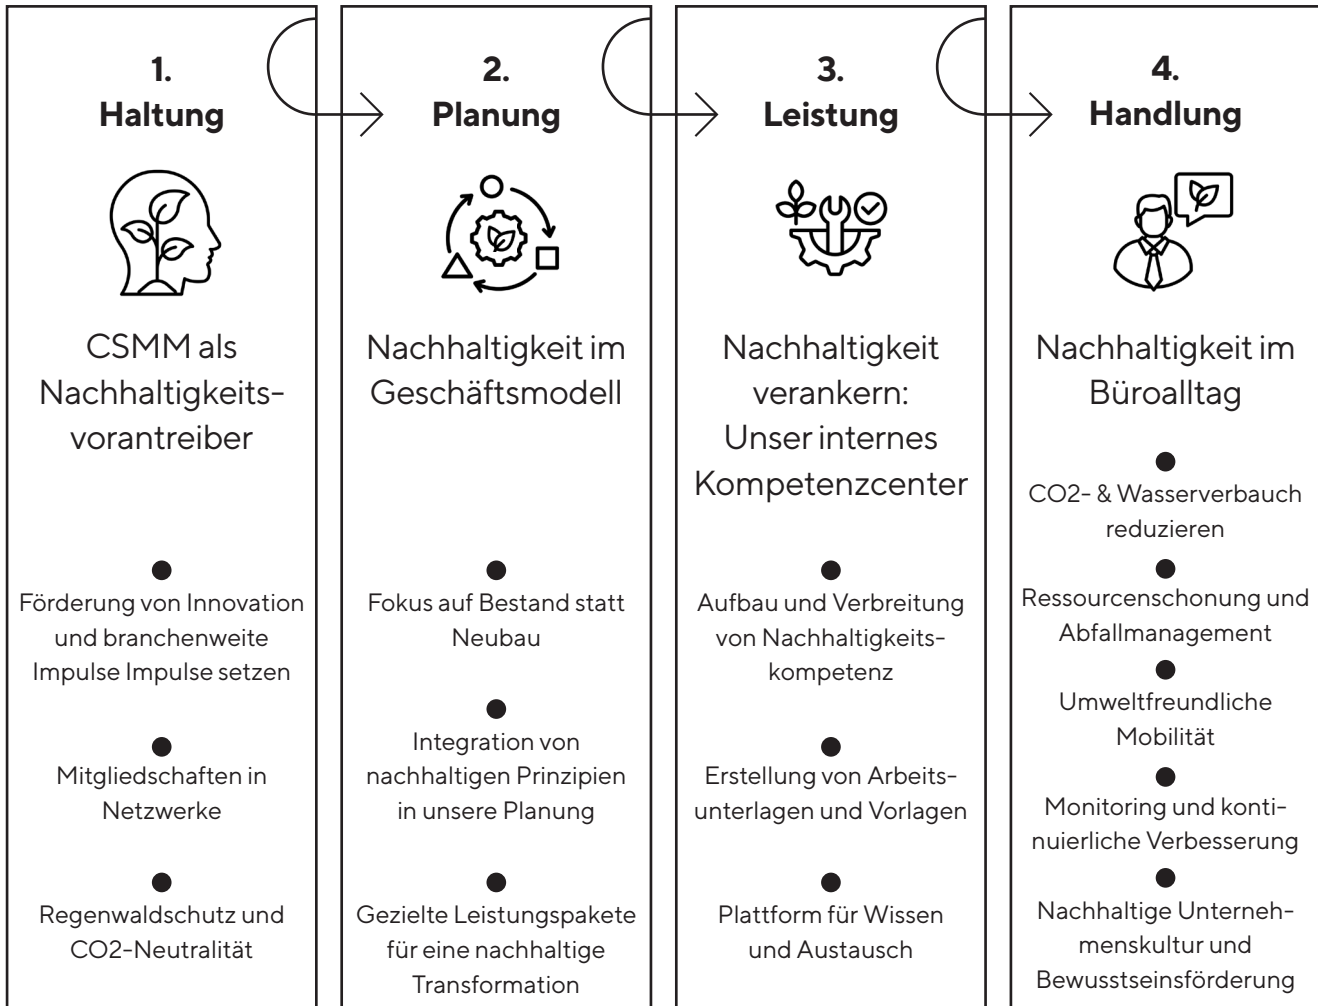 1.
Haltung
CSMM als
Nachhaltigkeits-
vorantreiber
Förderung von Innovation
und branchenweite
Impulse Impulse setzen
Mitgliedschaften in
Netzwerke
Regenwaldschutz und
CO2-Neutralität
2.
Planung
Nachhaltigkeit im
Geschäftsmodell
Fokus auf Bestand statt
Neubau
Integration von
nachhaltigen Prinzipien
in unsere Planung
Gezielte Leistungspakete
für eine nachhaltige
Transformation
3.
Leistung
Nachhaltigkeit
verankern:
Unser internes
Kompetenzcenter
Aufbau und Verbreitung
von Nachhaltigkeits-
kompetenz
Erstellung von Arbeits-
unterlagen und Vorlagen
Plattform für Wissen
und Austausch
4.
Handlung
Nachhaltigkeit im
Büroalltag
CO2- & Wasserverbauch
reduzieren
Ressourcenschonung und
Abfallmanagement
Umweltfreundliche
Mobilität
Monitoring und konti-
nuierliche Verbesserung
Nachhaltige Unterneh-
menskultur und
Bewusstseinsförderung